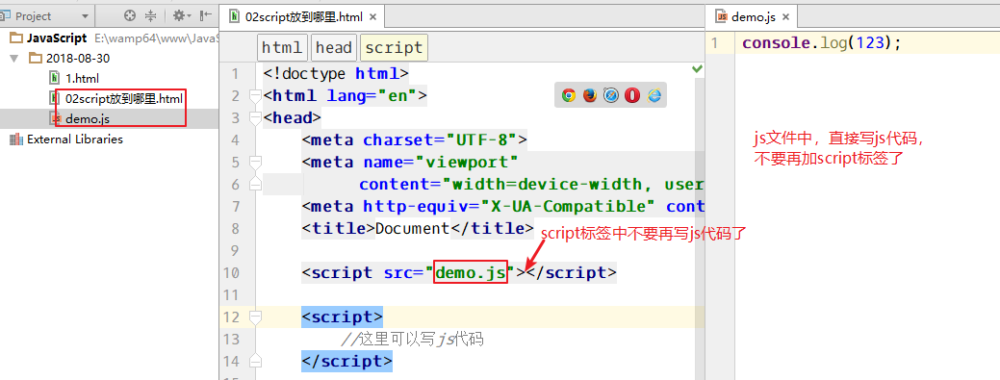 Project
JavaScript E:\wamp64\www\JavaS
2018-08-30
1.html
02script放到哪里.html
demo.js
External Libraries
02script放到哪里.html
html head script
1 <!doctype html>
2 <html lang="en">
3 <head>
4 <meta charset="UTF-8">
5 <meta name="viewport"
6 content="width=device-width, user
7 <meta http-equiv="X-UA-Compatible" cont
8 <title>Document</title>
9
script标签中不要再写js代码了
10 <script src="demo.js"></script>
11
12 <script>
13 //这里可以写js代码
14 </script>
demo.js
1 console.log(123);
js文件中，直接写js代码，
不要再加script标签了